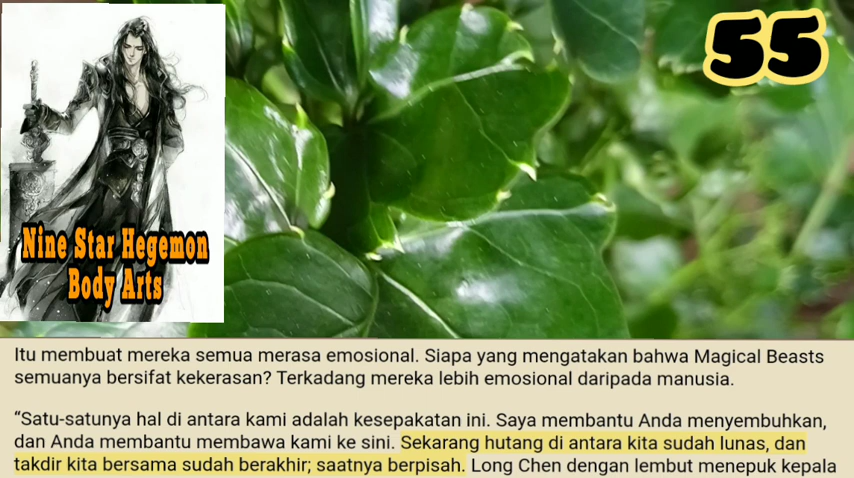 55
Nine Star Hegemon
Body Arts
Itu membuat mereka semua merasa emosional. Siapa yang mengatakan bahwa Magical Beasts
semuanya bersifat kekerasan? Terkadang mereka lebih emosional daripada manusia.
“Satu-satunya hal di antara kami adalah kesepakatan ini. Saya membantu Anda menyembuhkan,
dan Anda membantu membawa kami ke sini. Sekarang hutang di antara kita sudah lunas, dan
takdir kita bersama sudah berakhir; saatnya berpisah. Long Chen dengan lembut menepuk kepala